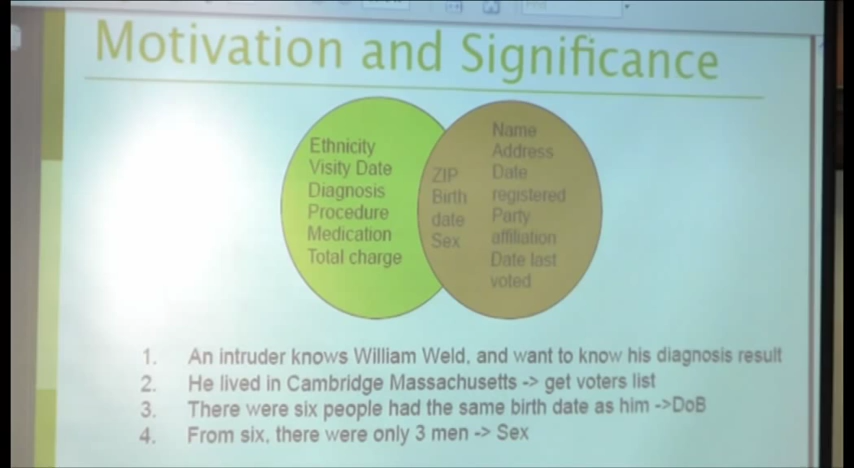 Motivation and Significance
Ethnicity
Visity Date
Diagnosis
Procedure
Medication
Total charge
ZIP
Birth
date
Sex
Name
Address
Date
registered
Party
affiliation
Date last
voted
1. An intruder knows William Weld, and want to know his diagnosis result
2. He lived in Cambridge Massachusetts -> get voters list
3. There were six people had the same birth date as him ->DoB
4. From six, there were only 3 men -> Sex